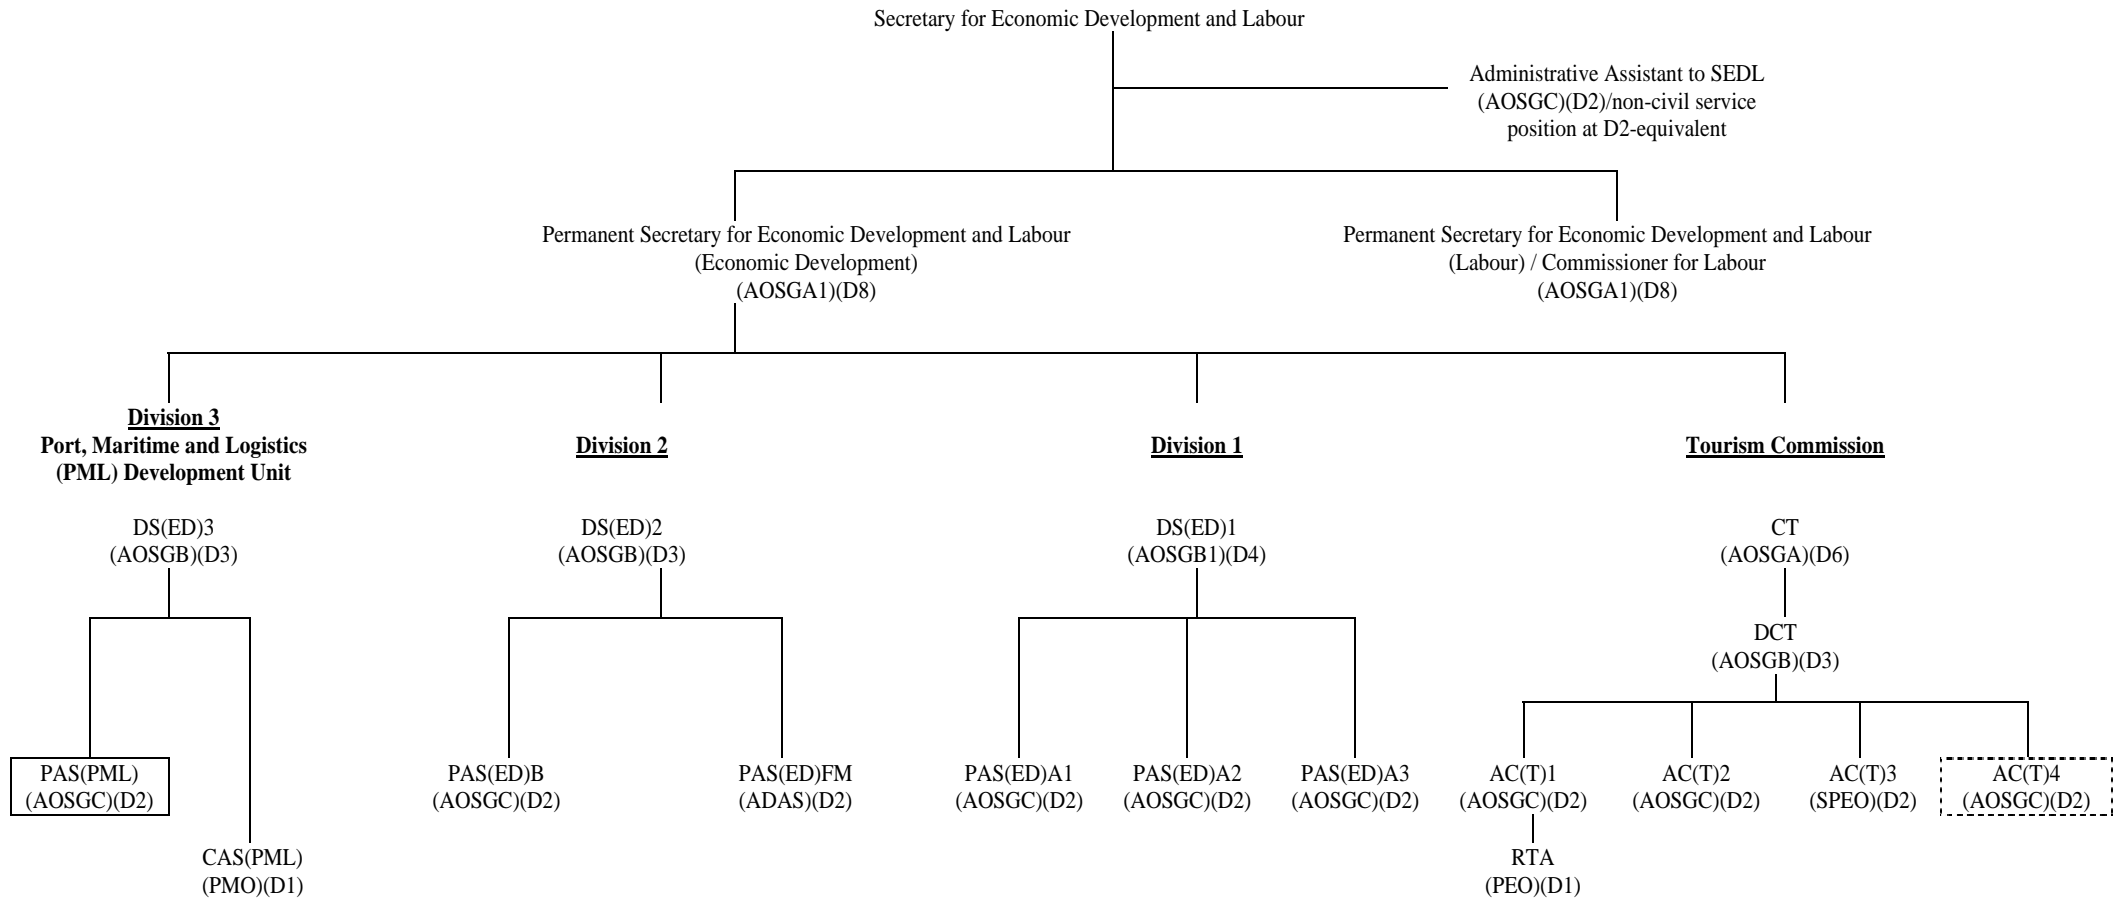 Secretary for Economic Development and Labour
Administrative Assistant to SEDL
(AOSGC)(D2)/non-civil service
position at D2-equivalent
Permanent Secretary for Economic Development and Labour
(Economic Development)
(AOSGA1)(D8)
Permanent Secretary for Economic Development and Labour
(Labour) / Commissioner for Labour
(AOSGA1)(D8)
Division 3
Port, Maritime and Logistics
(PML) Development Unit
Division 2
Division 1
Tourism Commission
DS(ED)3
(AOSGB)(D3)
DS(ED)2
(AOSGB)(D3)
DS(ED)1
(AOSGB1)(D4)
CT
(AOSGA)(D6)
DCT
(AOSGB)(D3)
PAS(PML)
(AOSGC)(D2)
PAS(ED)B
(AOSGC)(D2)
PAS(ED)FM
(ADAS)(D2)
PAS(ED)A1
(AOSGC)(D2)
PAS(ED)A2
(AOSGC)(D2)
PAS(ED)A3
(AOSGC)(D2)
AC(T)1
(AOSGC)(D2)
AC(T)2
(AOSGC)(D2)
AC(T)3
(SPEO)(D2)
AC(T)4
(AOSGC)(D2)
CAS(PML)
(PMO)(D1)
RTA
(PEO)(D1)